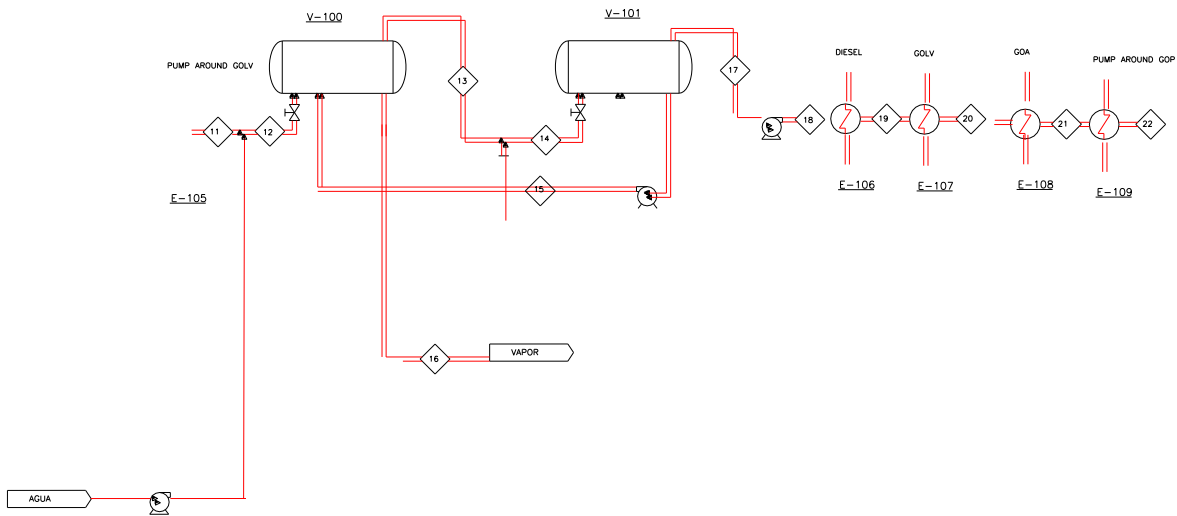 V-100
V-101
PUMP AROUND GOLV
DIESEL
GOLV
GOA
PUMP AROUND GOP
11
12
13
14
15
16
17
18
19
20
21
22
E-105
E-106
E-107
E-108
E-109
VAPOR
AGUA